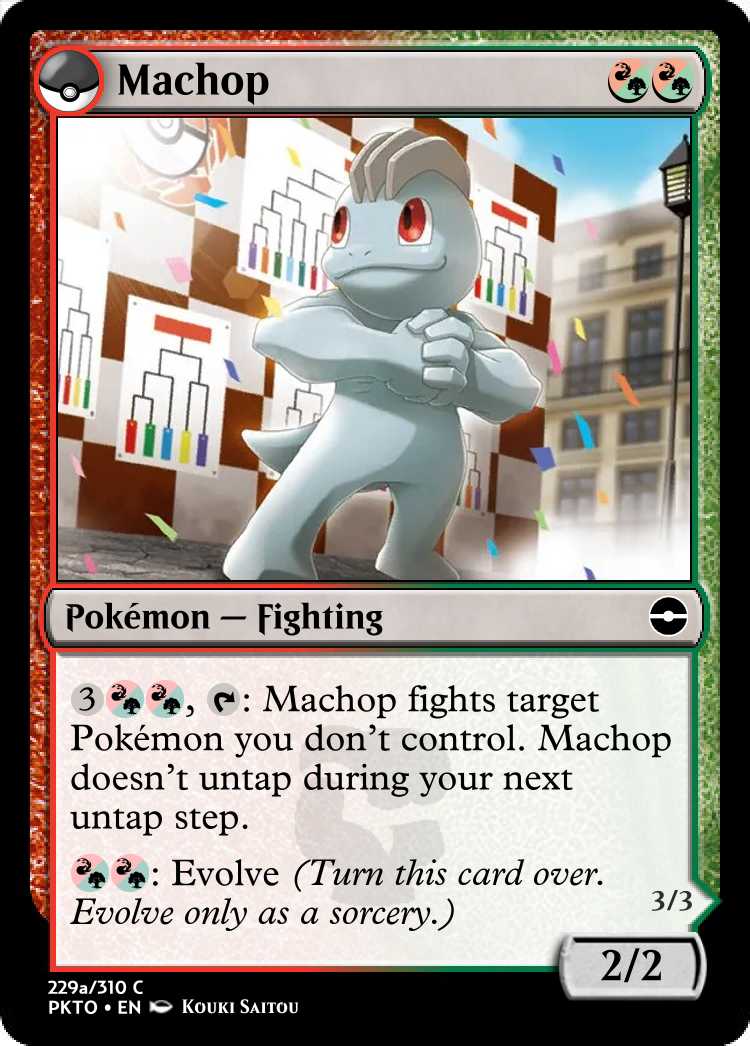 Machop
Pokémon — Fighting
3, : Machop fights target
Pokémon you don't control. Machop
doesn't untap during your next
untap step.
: Evolve (Turn this card over.
Evolve only as a sorcery.)
3/3
2/2
229a/310 C
PKTO • EN Kouki Saitou